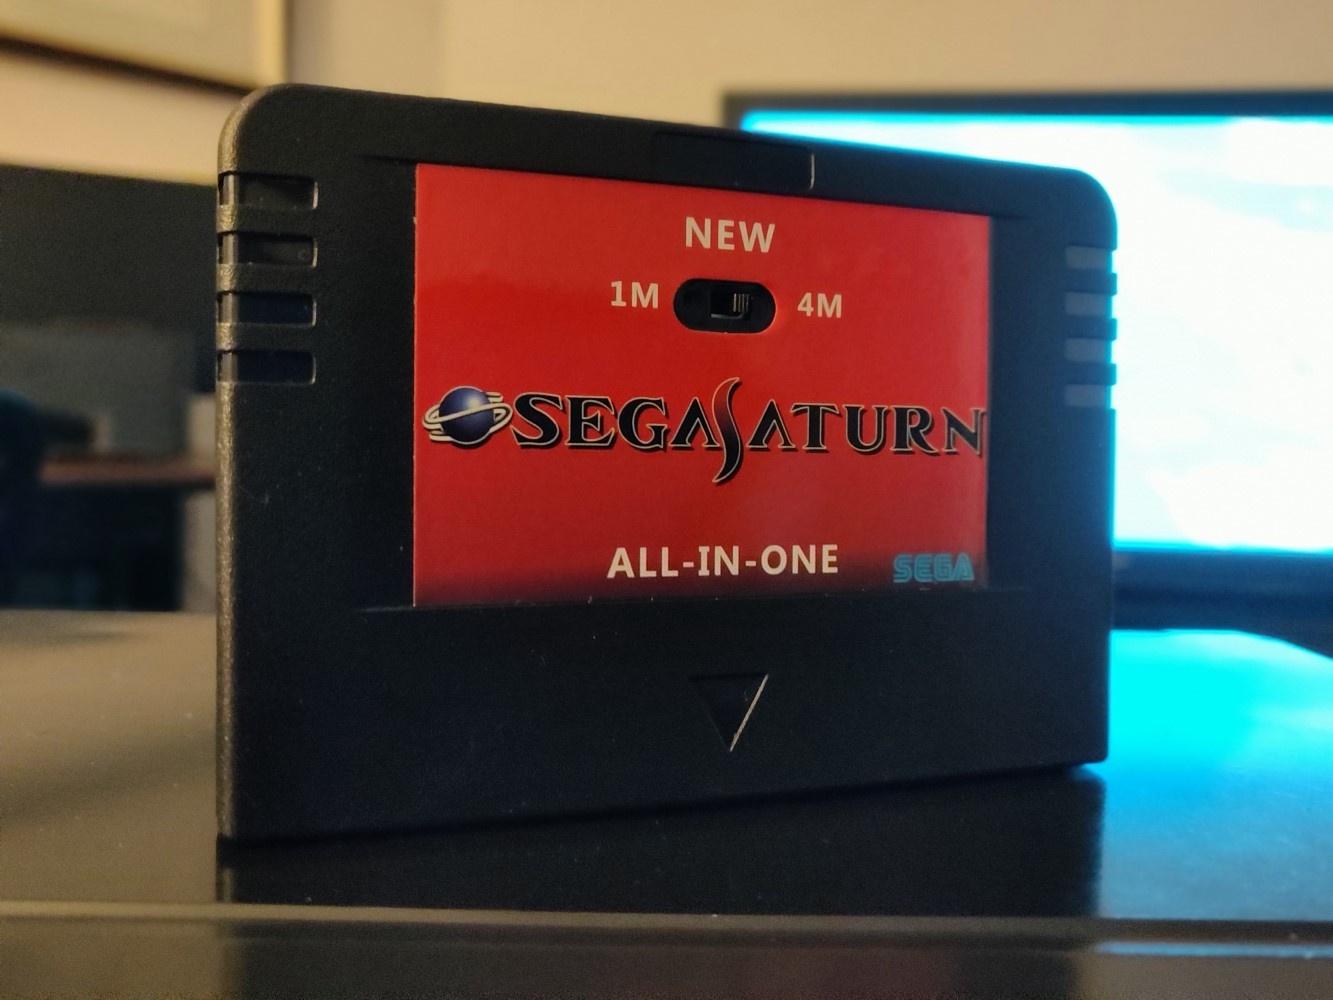 NEW
1M 4M
SEGA SATURN
ALL-IN-ONE
SEGA